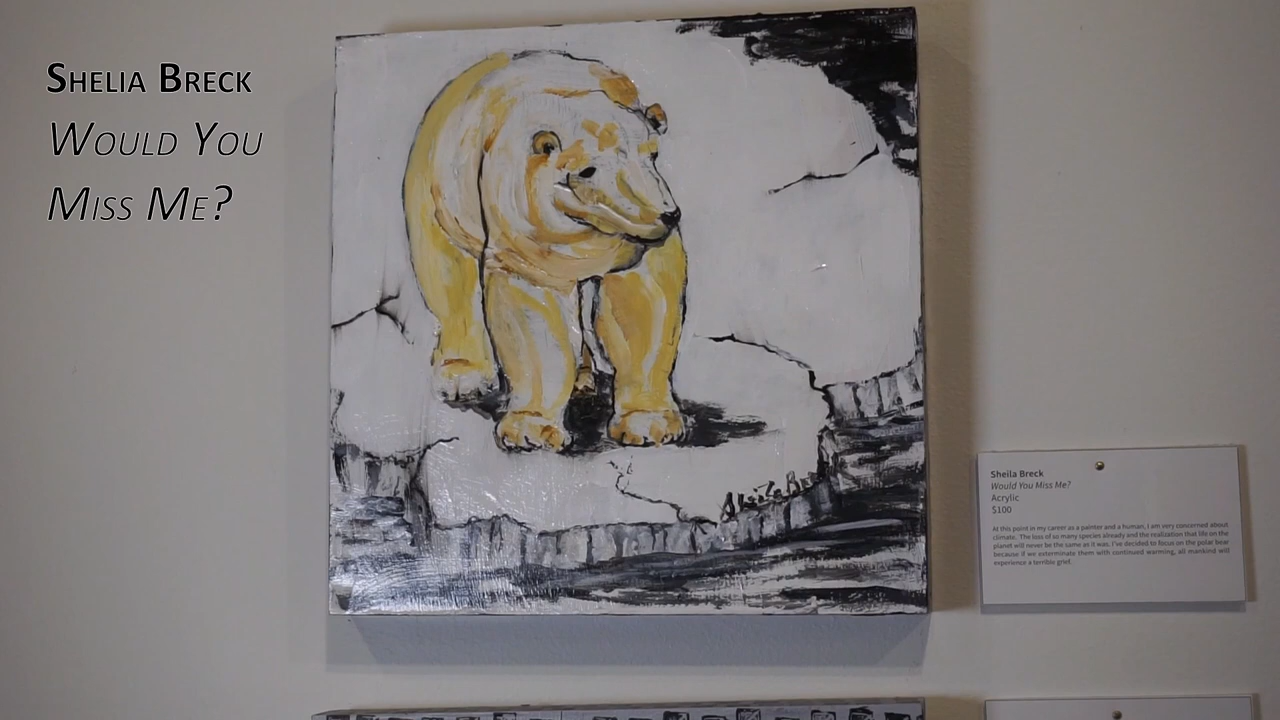 Shelia Breck
Would You
Miss Me?
Sheila Breck
Would You Miss Me?
Acrylic
$100
At this point in my career as a painter and a human, I am very concerned about
climate. The loss of so many species already and the realization that life on the
planet will never be the same as it was. I've decided to focus on the polar bear
because if we exterminate them with continued warming, all mankind will
experience a terrible grief.